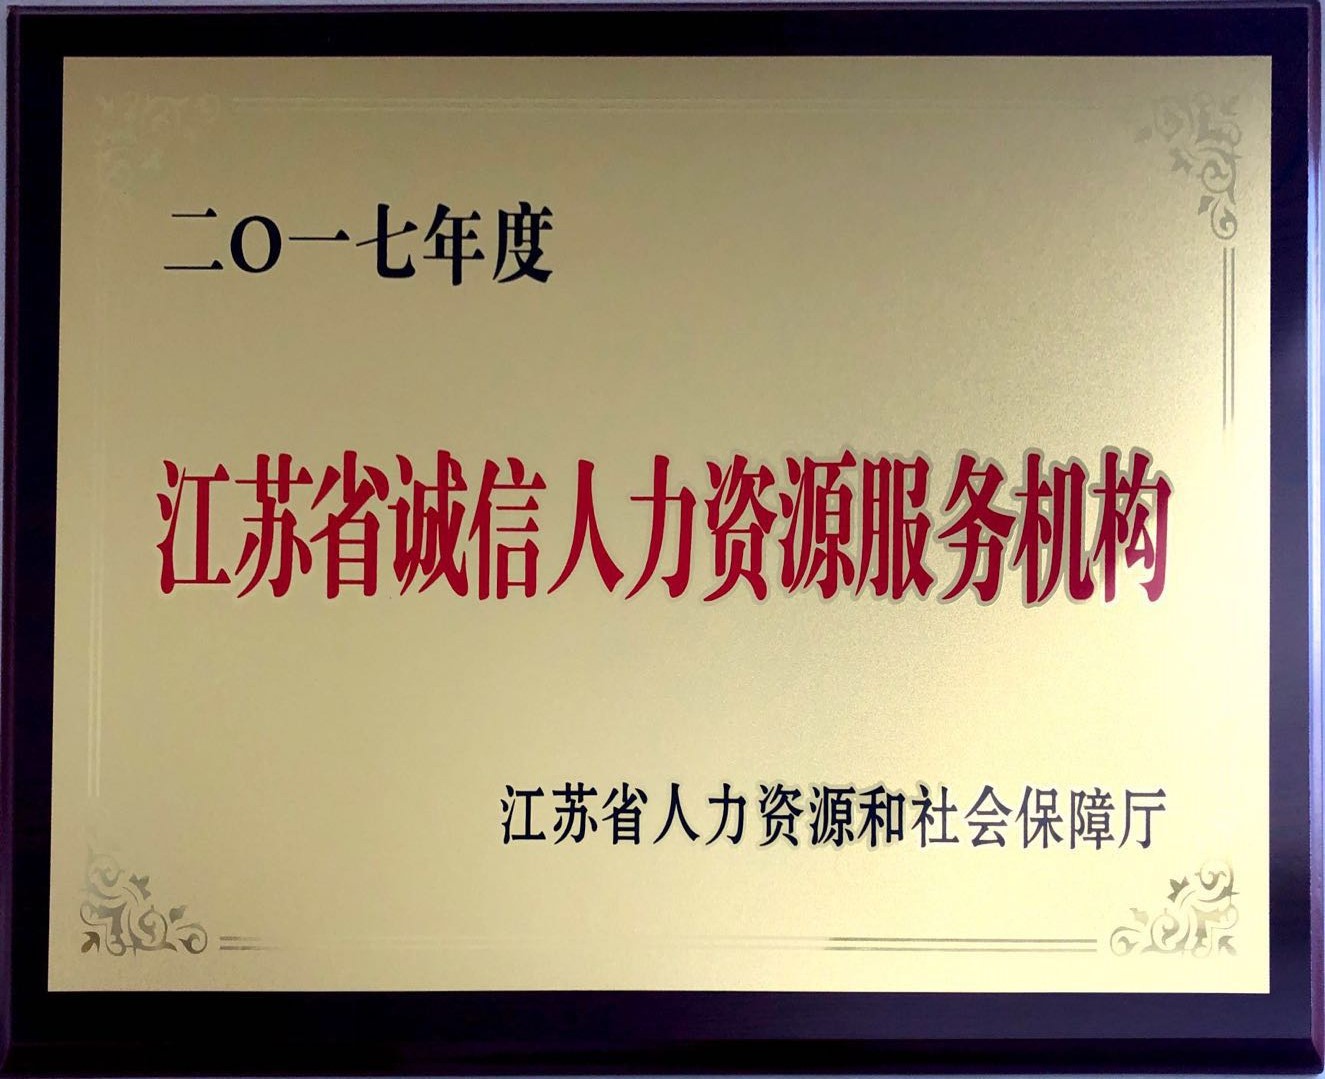 二〇一七年度
江苏省诚信人力资源服务机构
江苏省人力资源和社会保障厅